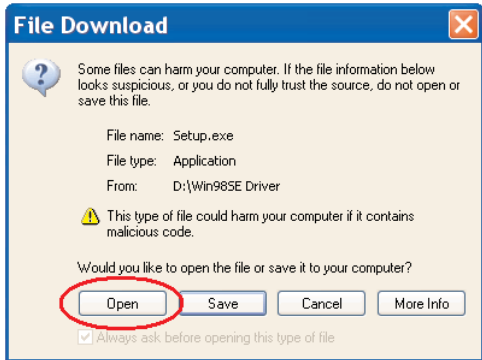 File Download
Some files can harm your computer. If the file information below
looks suspicious, or you do not fully trust the source, do not open or
save this file.
File name: Setup.exe
File type: Application
From: D:\Win98SE Driver
This type of file could harm your computer if it contains
malicious code.
Would you like to open the file or save it to your computer?
Open Save Cancel More Info
Always ask before opening this type of file